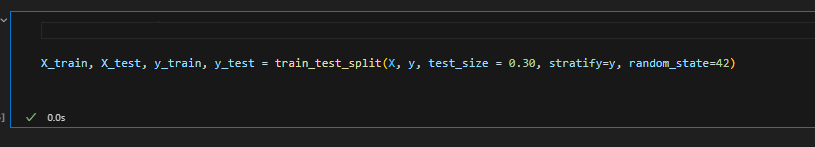 X_train, X_test, y_train, y_test = train_test_split(X, y, test_size = 0.30, stratify=y, random_state=42)
]
0.0s